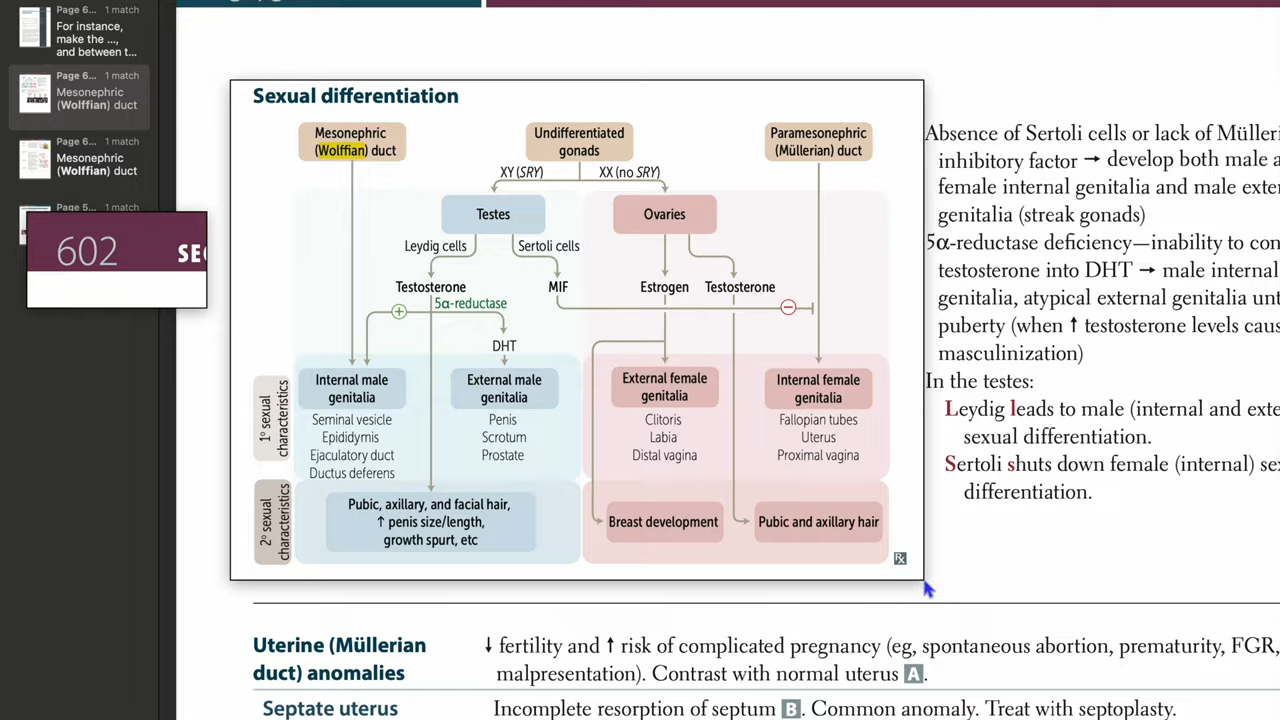 Page 6... 1 match
For instance,
make the ...,
and between t...
Page 6... 1 match
Mesonephric
(Wolffian) duct
Page 6... 1 match
Mesonephric
(Wolffian) duct
Page 5... 1 match
602
Sexual differentiation
Mesonephric
(Wolffian) duct
Undifferentiated
gonads
Paramesonephric
(Müllerian) duct
XY (SRY)
XX (no SRY)
Testes
Ovaries
Leydig cells
Sertoli cells
Testosterone
MIF
Estrogen
Testosterone
5α-reductase
+
−
DHT
1° sexual
characteristics
Internal male
genitalia
Seminal vesicle
Epididymis
Ejaculatory duct
Ductus deferens
External male
genitalia
Penis
Scrotum
Prostate
External female
genitalia
Clitoris
Labia
Distal vagina
Internal female
genitalia
Fallopian tubes
Uterus
Proximal vagina
2° sexual
characteristics
Pubic, axillary, and facial hair,
↑ penis size/length,
growth spurt, etc
Breast development
Pubic and axillary hair
Rx
Absence of Sertoli cells or lack of Mülleri
inhibitory factor → develop both male a
female internal genitalia and male exter
genitalia (streak gonads)
5α-reductase deficiency—inability to con
testosterone into DHT → male internal
genitalia, atypical external genitalia unt
puberty (when ↑ testosterone levels caus
masculinization)
In the testes:
Leydig leads to male (internal and exte
sexual differentiation.
Sertoli shuts down female (internal) sex
differentiation.
Uterine (Müllerian
duct) anomalies
↓ fertility and ↑ risk of complicated pregnancy (eg, spontaneous abortion, prematurity, FGR,
malpresentation). Contrast with normal uterus A.
Septate uterus
Incomplete resorption of septum B. Common anomaly. Treat with septoplasty.